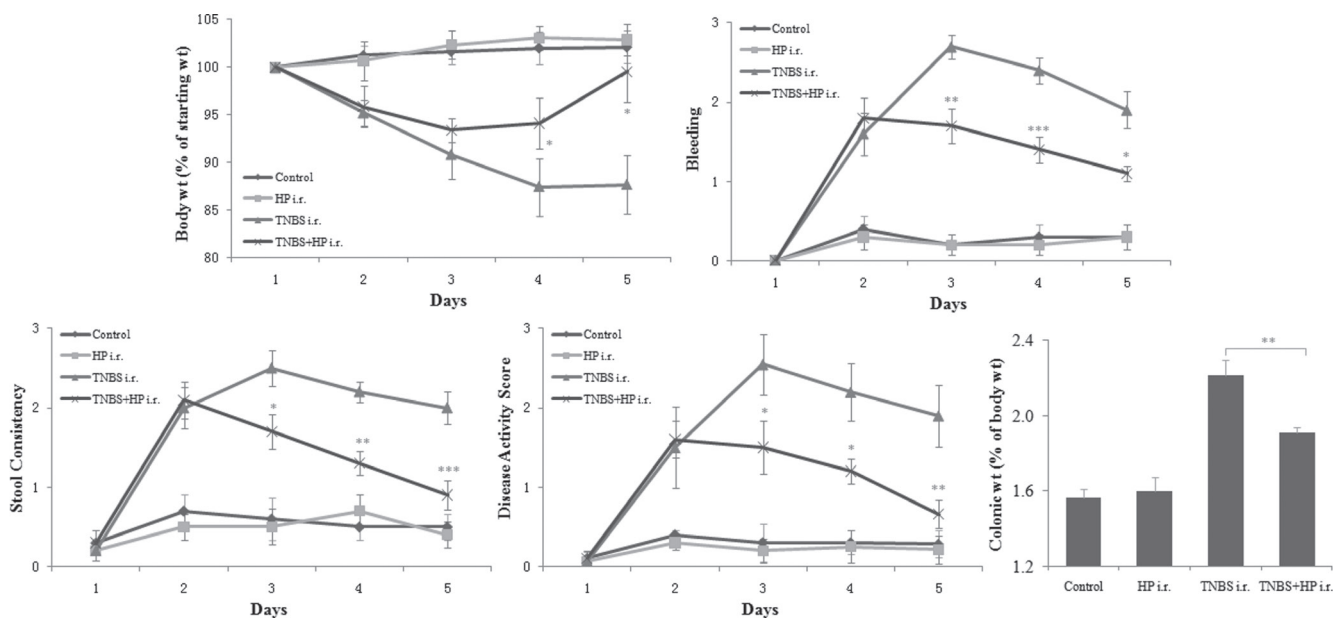 105
100
95
90
85
80
Body wt (% of starting wt)
Control
HP i.r.
TNBS i.r.
TNBS+HP i.r.
*
*
1 2 3 4 5
Days
3
2
1
0
Bleeding
Control
HP i.r.
TNBS i.r.
TNBS+HP i.r.
**
***
*
1 2 3 4 5
Days
3
2
1
0
Stool Consistency
Control
HP i.r.
TNBS i.r.
TNBS+HP i.r.
*
**
***
1 2 3 4 5
Days
3
2
1
0
Disease Activity Score
Control
HP i.r.
TNBS i.r.
TNBS+HP i.r.
*
*
**
1 2 3 4 5
Days
2.4
2.0
1.6
1.2
Colonic wt (% of body wt)
**
Control HP i.r. TNBS i.r. TNBS+HP i.r.